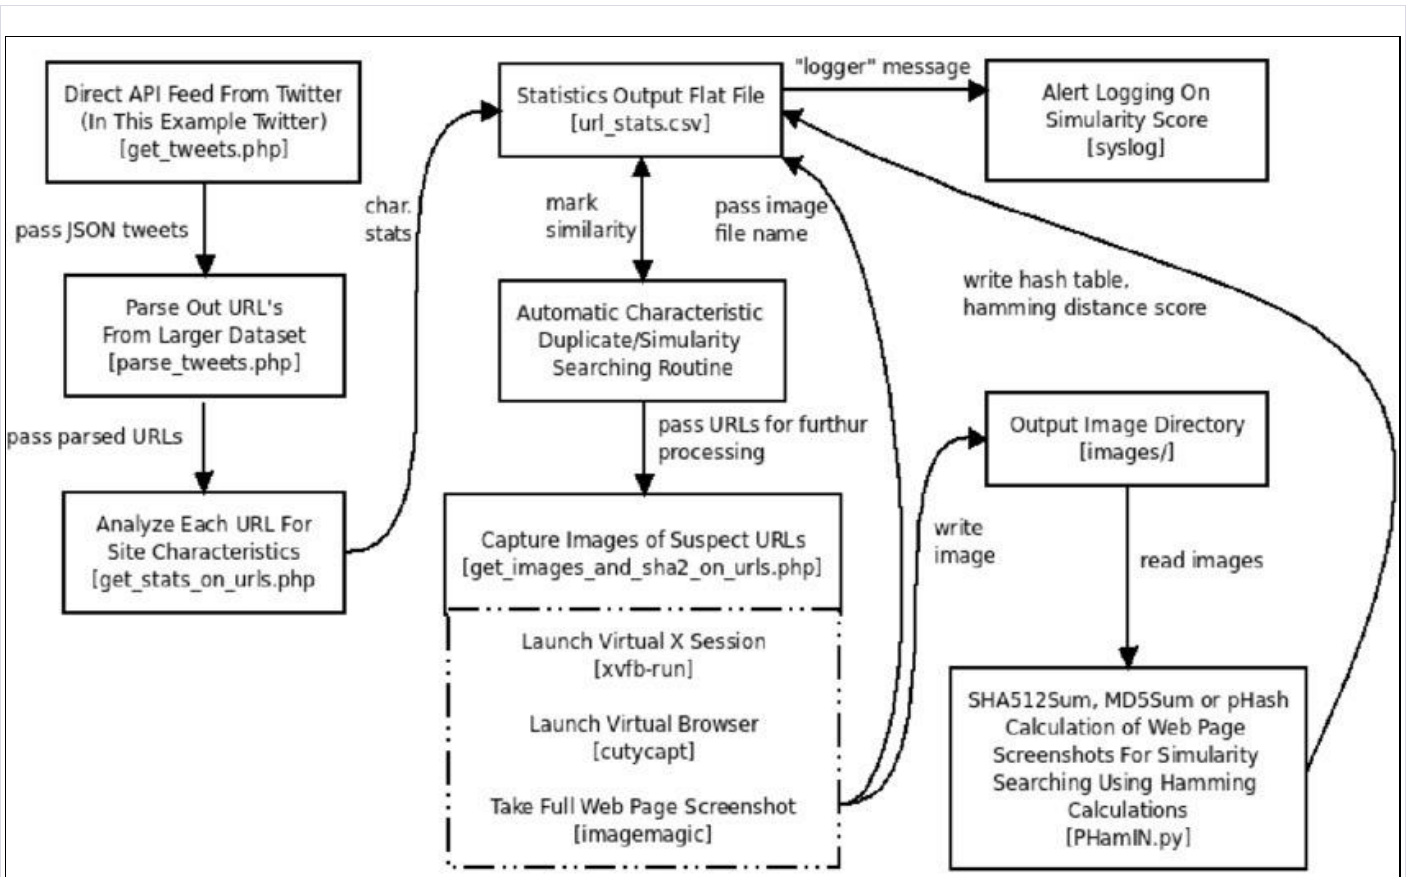 Direct API Feed From Twitter
(In This Example Twitter)
[get_tweets.php]
pass JSON tweets
Parse Out URL's
From Larger Dataset
[parse_tweets.php]
pass parsed URLs
Analyze Each URL For
Site Characteristics
[get_stats_on_urls.php
char.
stats
Statistics Output Flat File
[url_stats.csv]
"logger" message
Alert Logging On
Simularity Score
[syslog]
mark
similarity
pass image
file name
write hash table,
hamming distance score
Automatic Characteristic
Duplicate/Simularity
Searching Routine
pass URLs for furthur
processing
Capture Images of Suspect URLs
[get_images_and_sha2_on_urls.php]
Launch Virtual X Session
[xvfb-run]
Launch Virtual Browser
[cutycapt]
Take Full Web Page Screenshot
[imagemagic]
write
image
Output Image Directory
[images/]
read images
SHA512Sum, MD5Sum or pHash
Calculation of Web Page
Screenshots For Simularity
Searching Using Hamming
Calculations
[PHamIN.py]